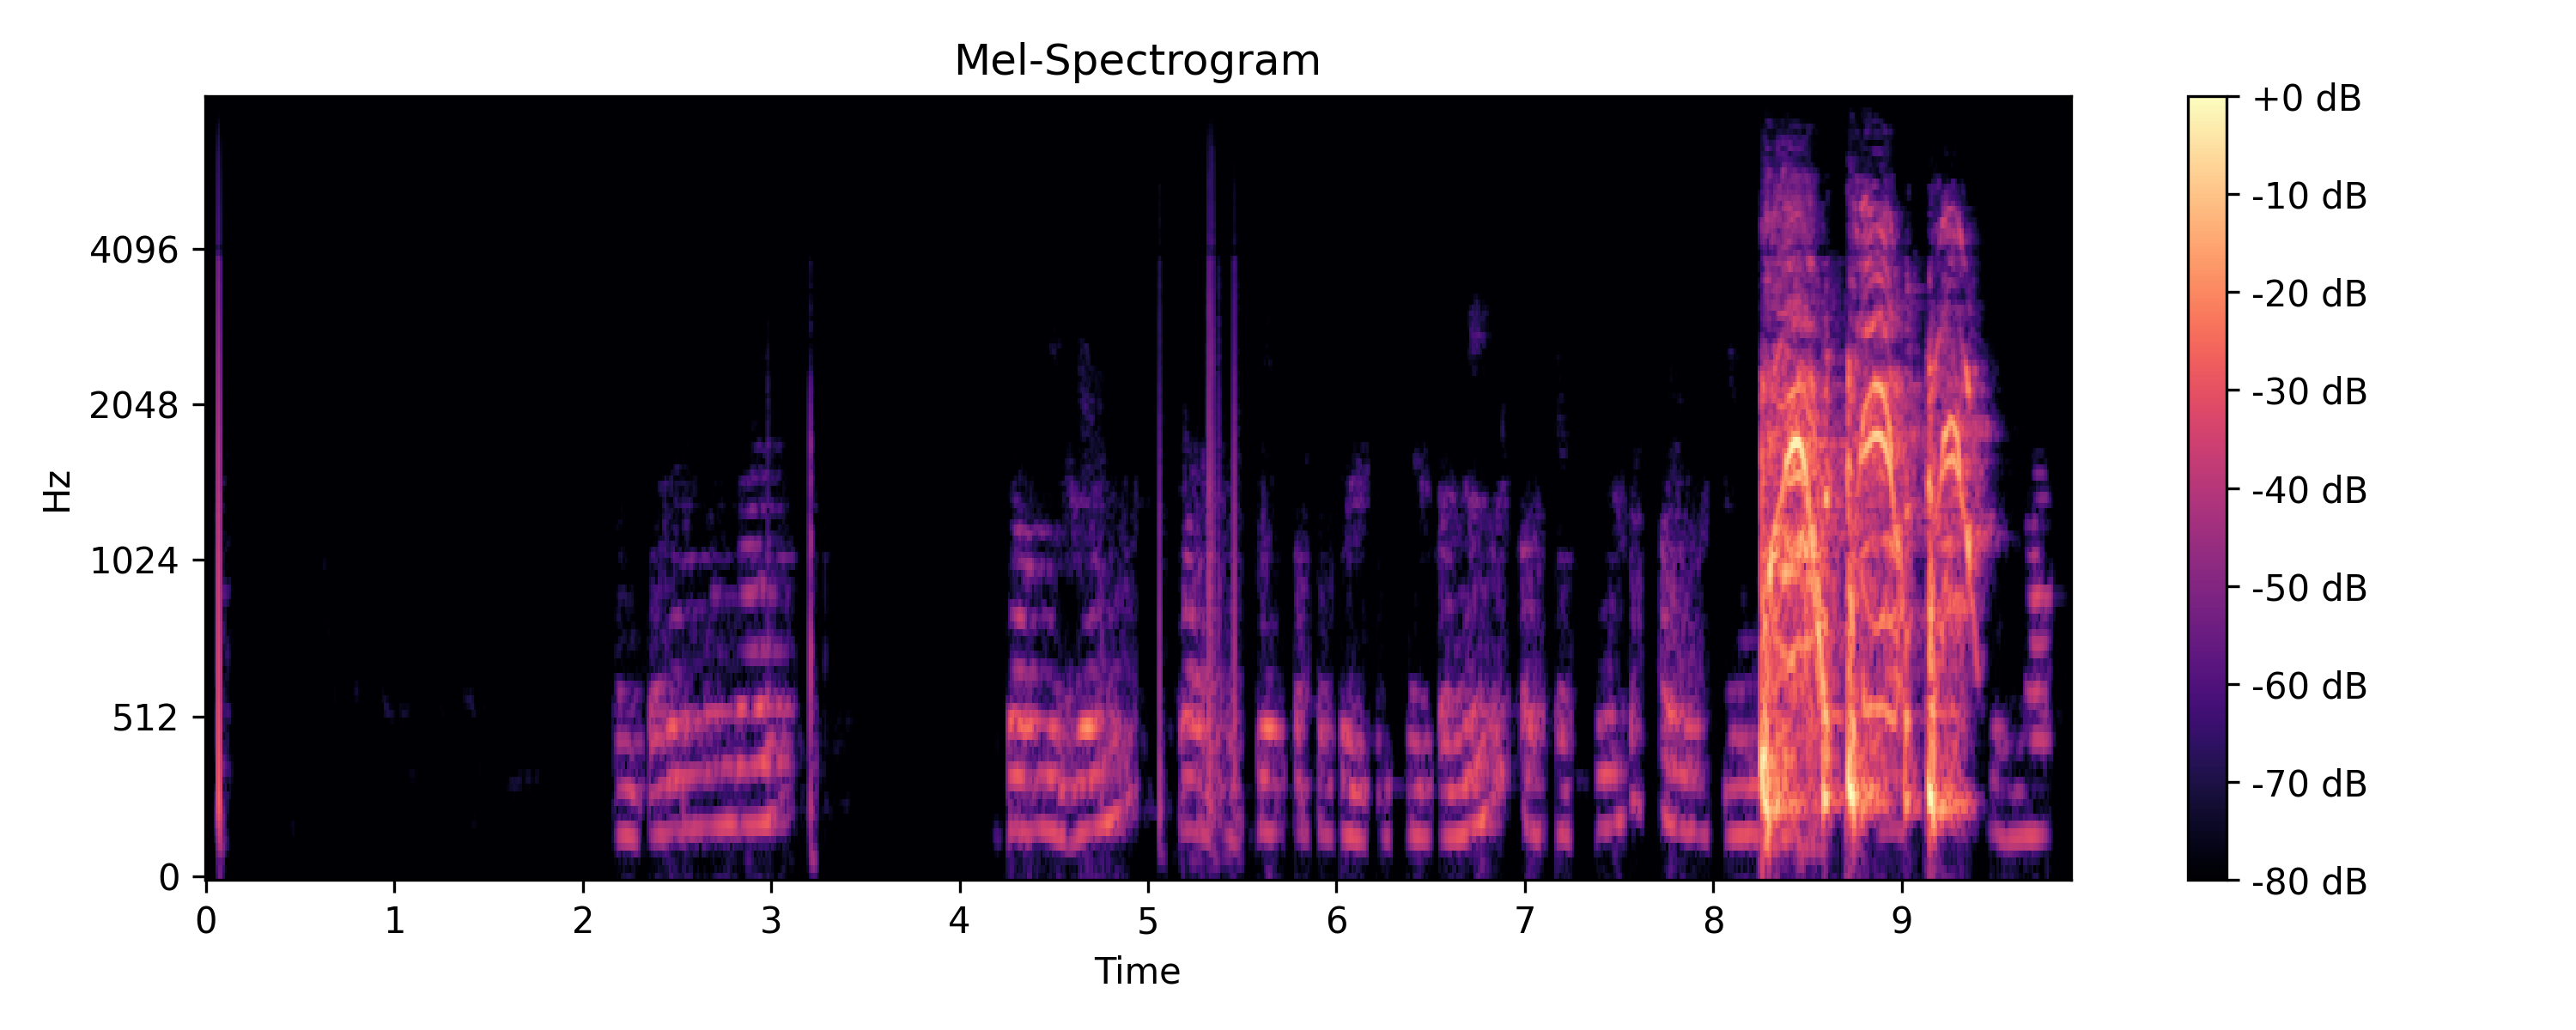 Mel-Spectrogram
+0 dB
-10 dB
-20 dB
-30 dB
-40 dB
-50 dB
-60 dB
-70 dB
-80 dB
Hz
4096
2048
1024
512
0
0 1 2 3 4 5 6 7 8 9
Time